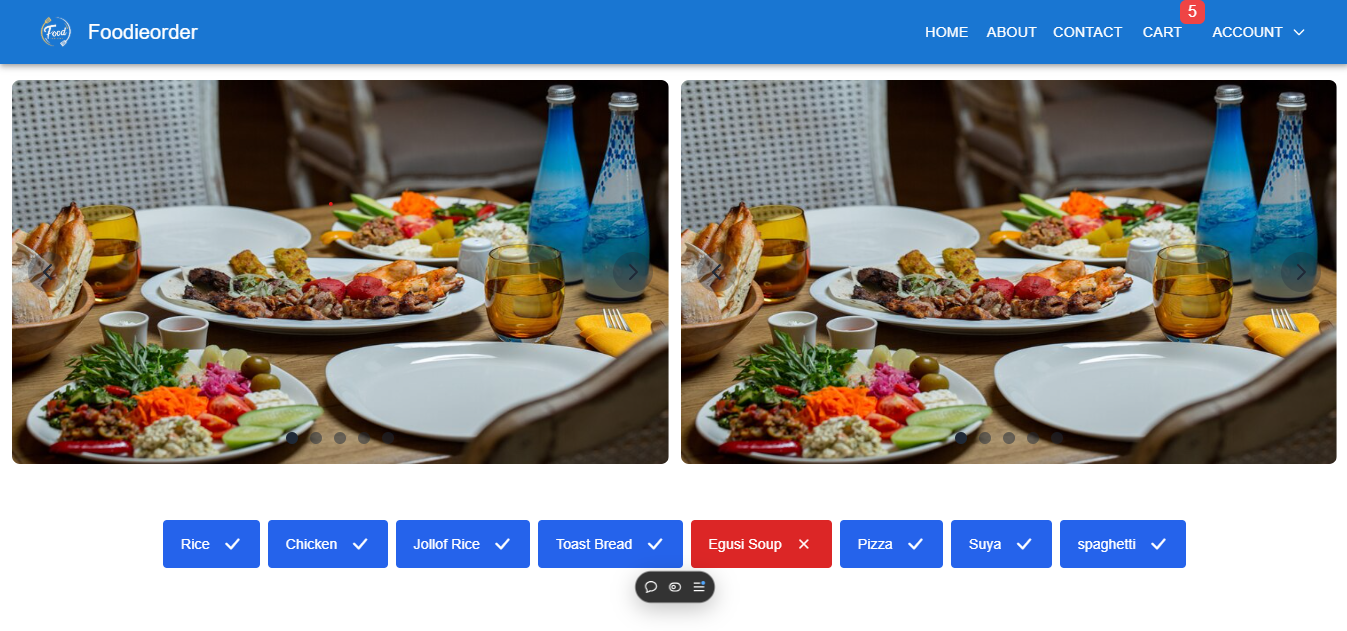 Food
Foodieorder
HOME
ABOUT
CONTACT
CART
5
ACCOUNT
Rice
Chicken
Jollof Rice
Toast Bread
Egusi Soup
Pizza
Suya
spaghetti